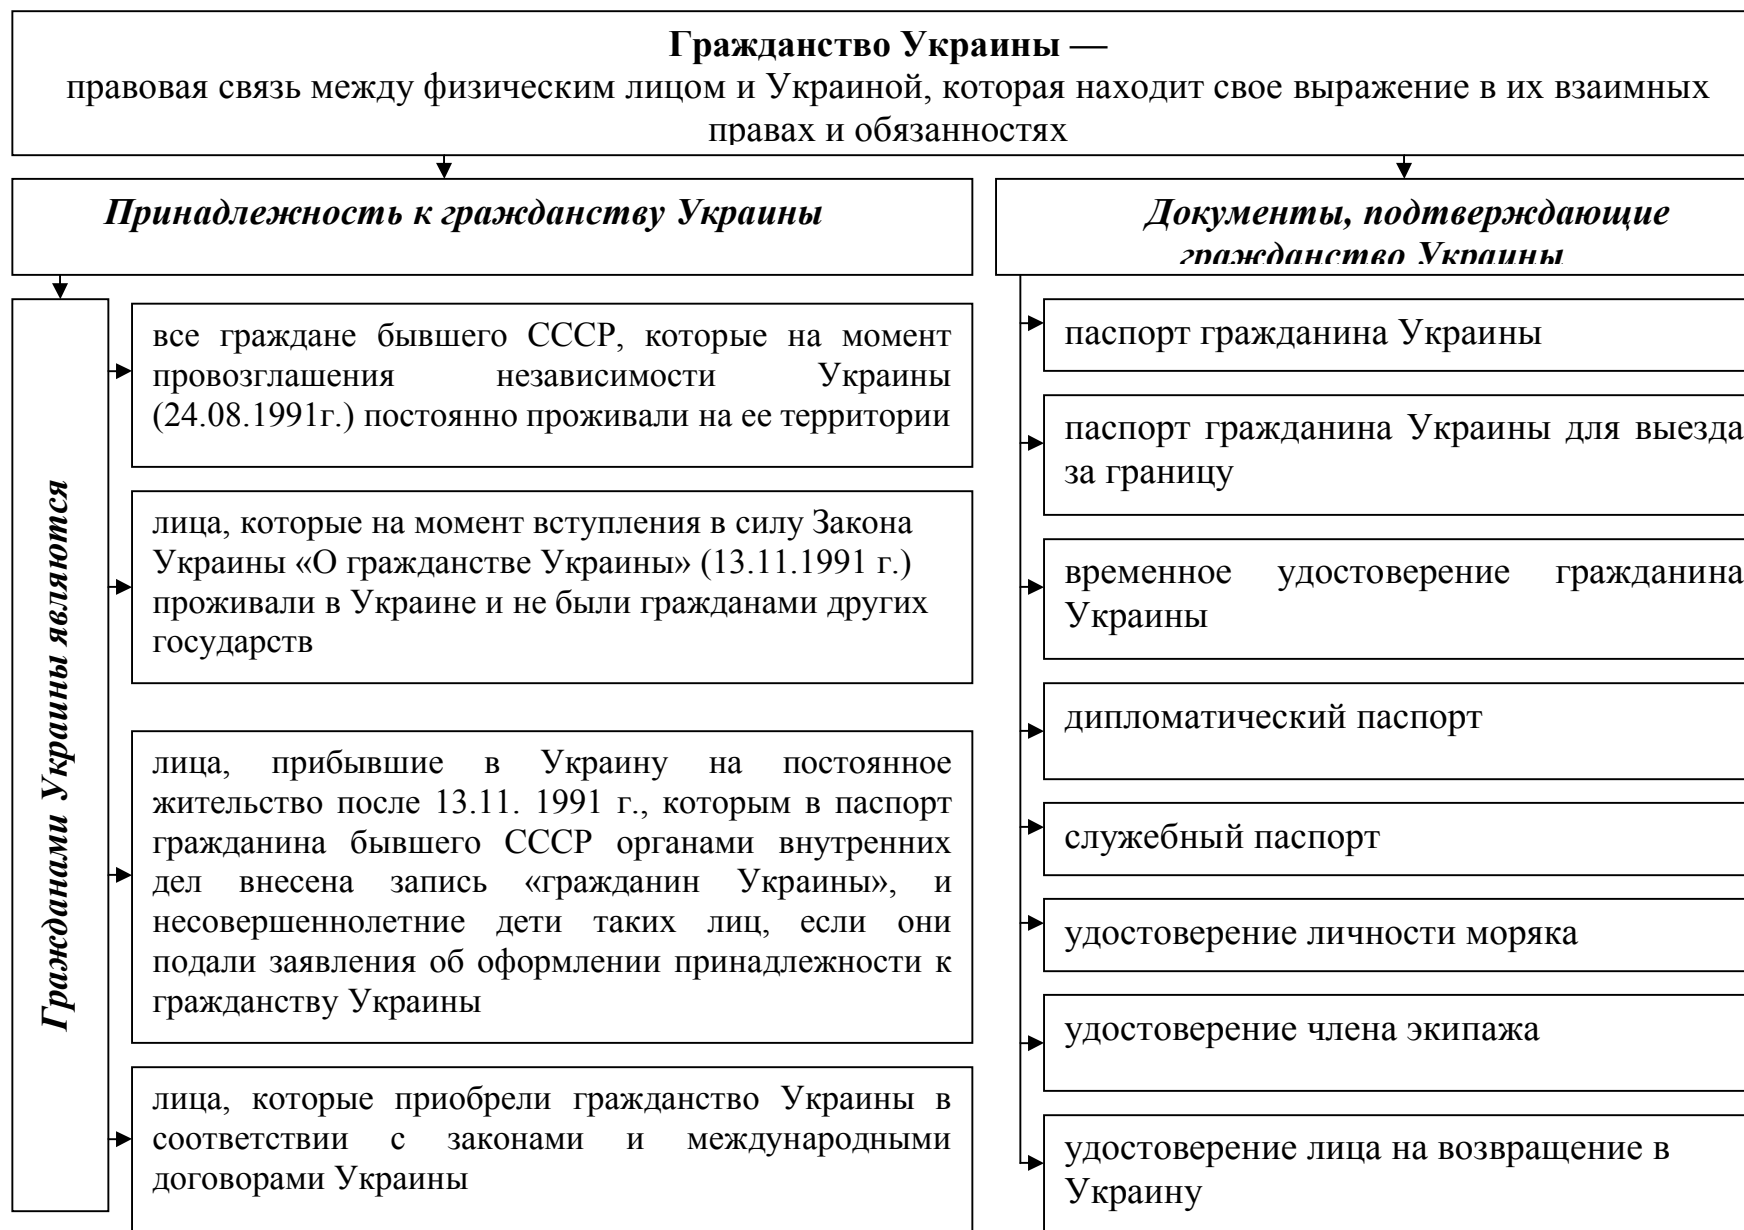 Гражданство Украины —
правовая связь между физическим лицом и Украиной, которая находит свое выражение в их взаимных
правах и обязанностях
Принадлежность к гражданству Украины
Гражданами Украины являются
все граждане бывшего СССР, которые на момент
провозглашения независимости Украины
(24.08.1991г.) постоянно проживали на ее территории
лица, которые на момент вступления в силу Закона
Украины «О гражданстве Украины» (13.11.1991 г.)
проживали в Украине и не были гражданами других
государств
лица, прибывшие в Украину на постоянное
жительство после 13.11. 1991 г., которым в паспорт
гражданина бывшего СССР органами внутренних
дел внесена запись «гражданин Украины», и
несовершеннолетние дети таких лиц, если они
подали заявления об оформлении принадлежности к
гражданству Украины
лица, которые приобрели гражданство Украины в
соответствии с законами и международными
договорами Украины
Документы, подтверждающие
гражданство Украины
паспорт гражданина Украины
паспорт гражданина Украины для выезда
за границу
временное удостоверение гражданина
Украины
дипломатический паспорт
служебный паспорт
удостоверение личности моряка
удостоверение члена экипажа
удостоверение лица на возвращение в
Украину